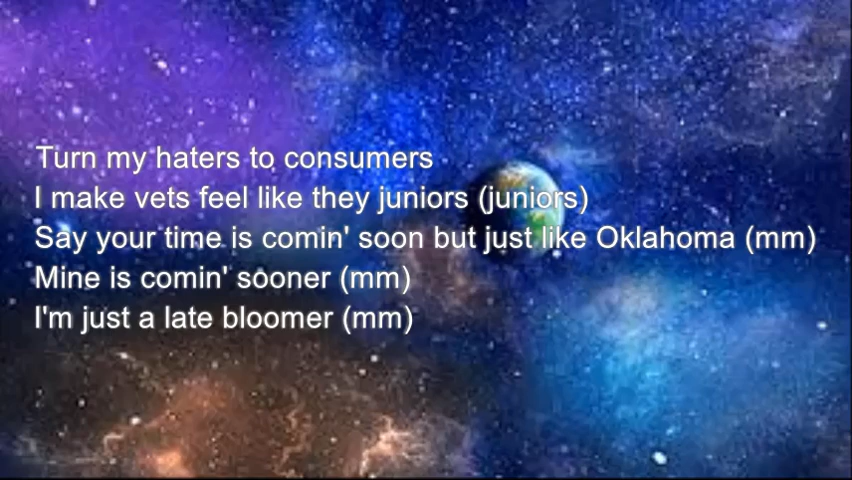 Turn my haters to consumers
I make vets feel like they juniors (juniors)
Say your time is comin' soon but just like Oklahoma (mm)
Mine is comin' sooner (mm)
I'm just a late bloomer (mm)